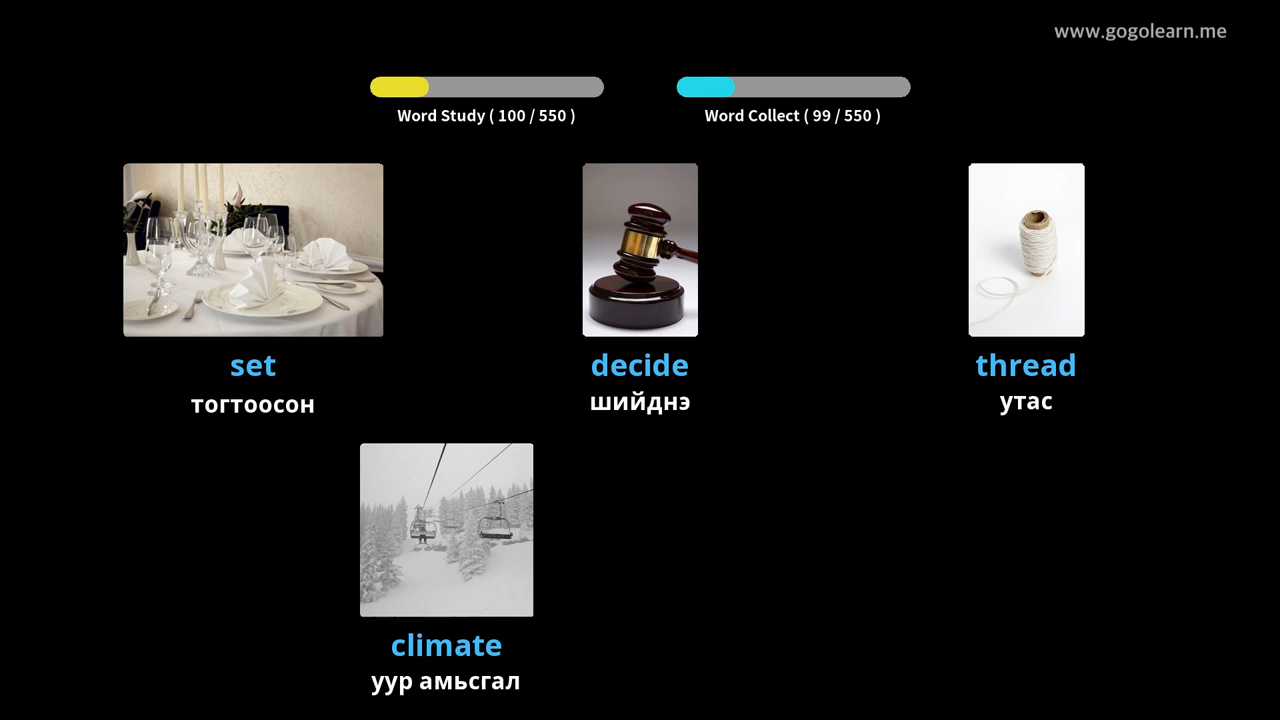 www.gogolearn.me
Word Study ( 100 / 550 )
Word Collect ( 99 / 550 )
set
тогтоосон
decide
шийднэ
thread
утас
climate
уур амьсгал